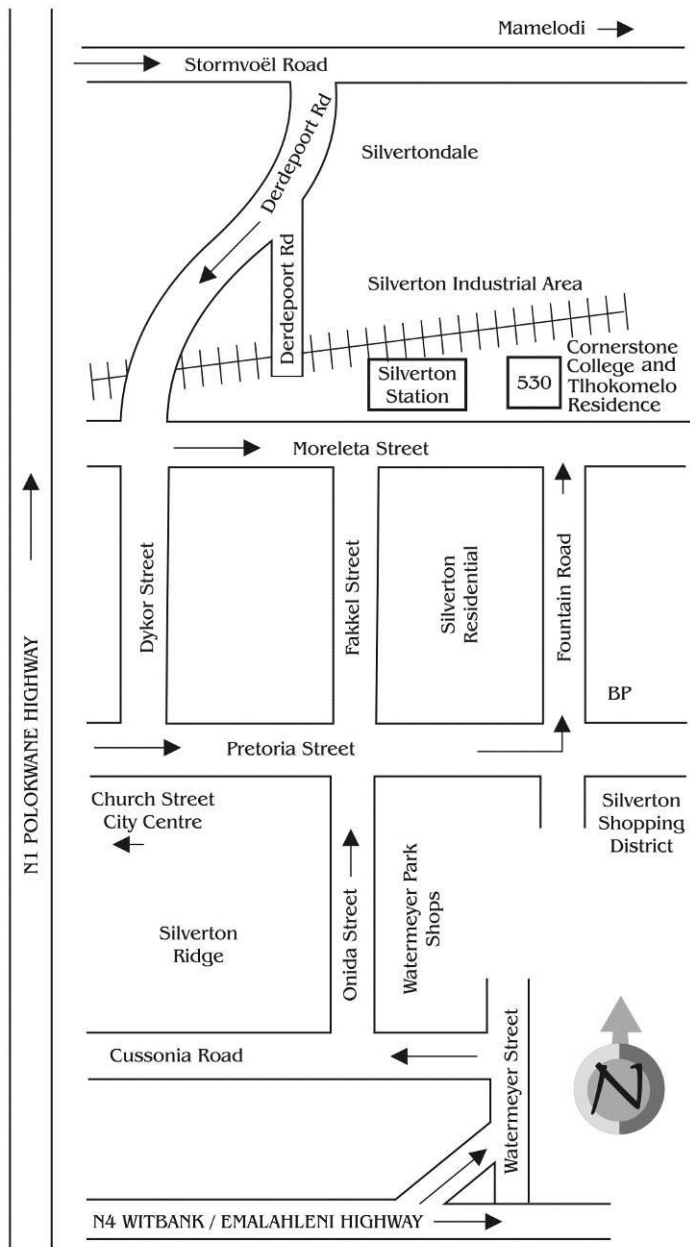 Mamelodi
Stormvoël Road
Derdepoort Rd
Silvertondale
Derdepoort Rd
Silverton Industrial Area
Silverton
Station
530
Cornerstone
College and
Tlhokomelo
Residence
Moreleta Street
Dykor Street
Fakkel Street
Silverton
Residential
Fountain Road
BP
N1 POLOKWANE HIGHWAY
Pretoria Street
Church Street
City Centre
Silverton
Shopping
District
Silverton
Ridge
Onida Street
Watermeyer Park
Shops
Cussonia Road
Watermeyer Street
N
N4 WITBANK / EMALAHLENI HIGHWAY